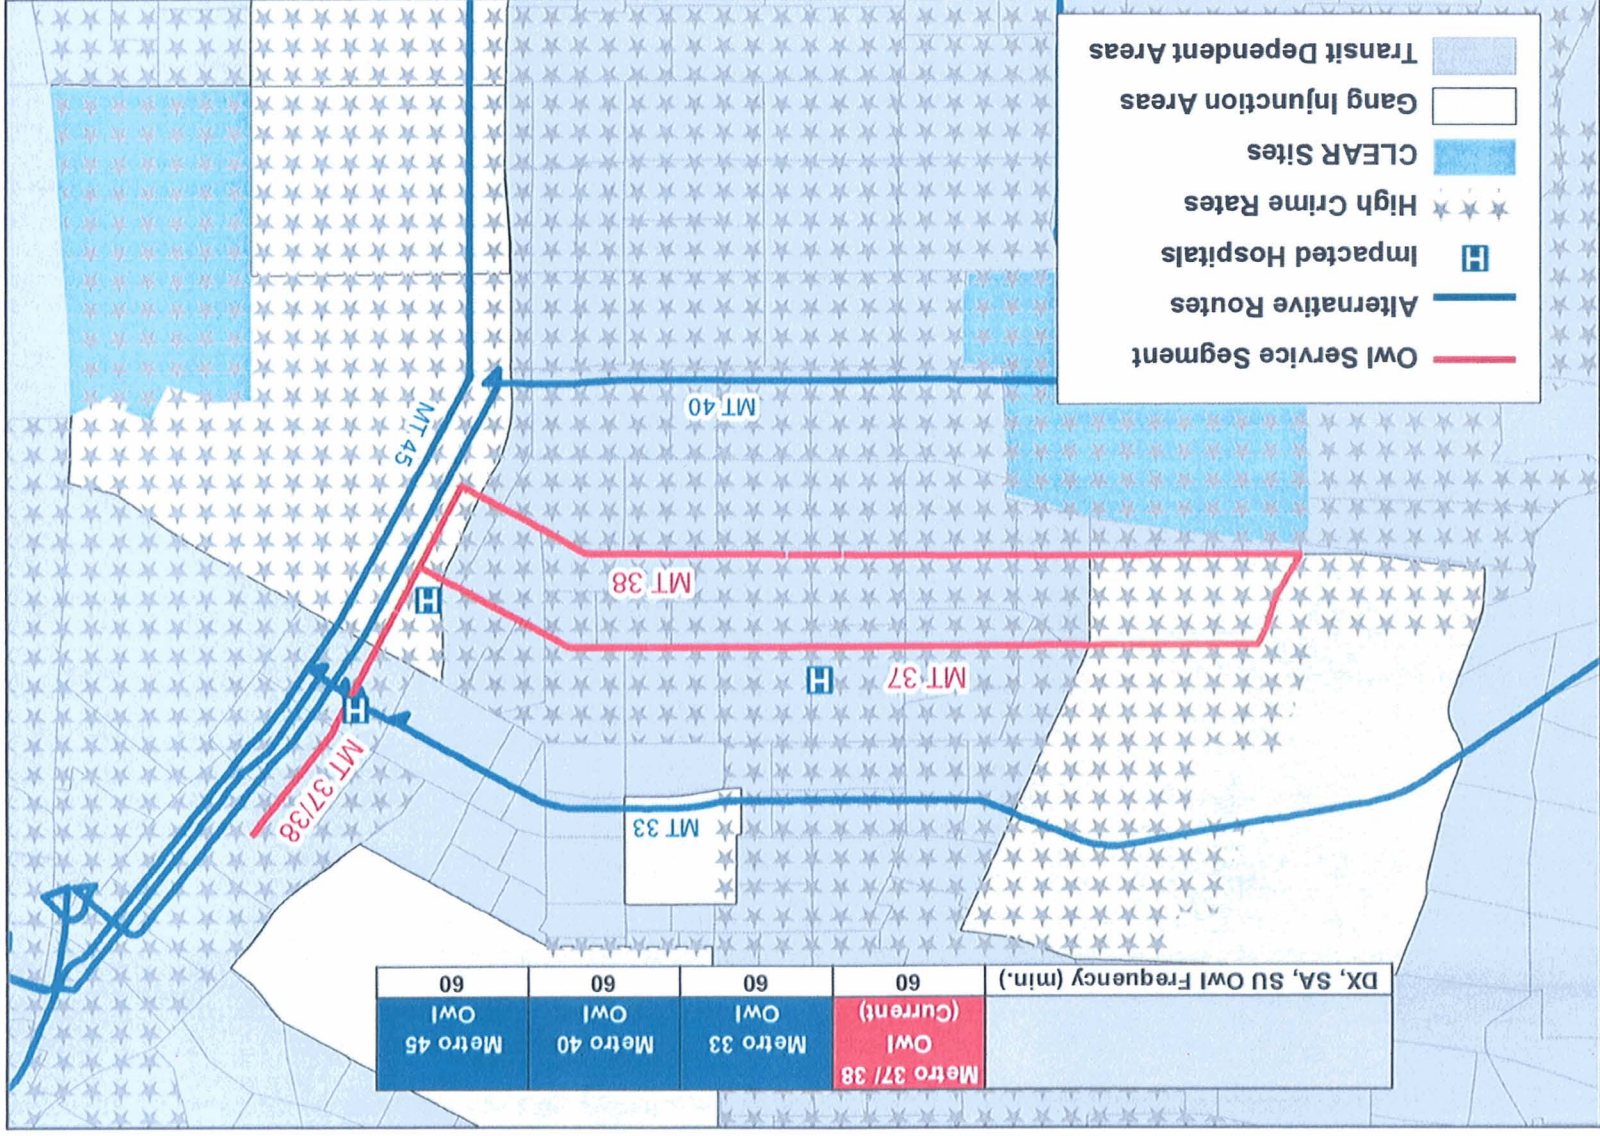 Metro 37/ 38
Owl
(Current)
Metro 33
Owl
Metro 40
Owl
Metro 45
Owl
DX, SA, SU Owl Frequency (min.)
60
60
60
60
MT 33
MT 37/38
H
MT 37
H
H
MT 38
MT 45
MT 40
Owl Service Segment
Alternative Routes
H
Impacted Hospitals
High Crime Rates
CLEAR Sites
Gang Injunction Areas
Transit Dependent Areas